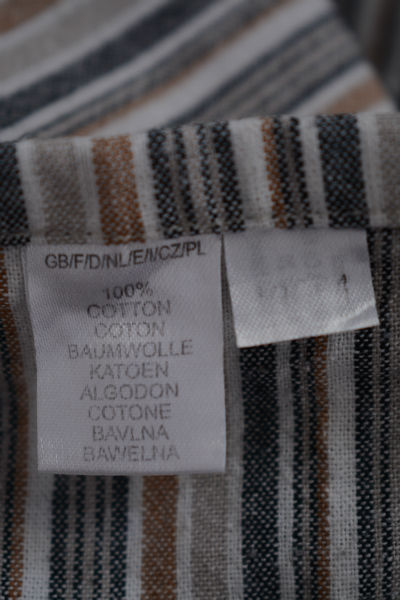 GB/F/D/NL/E/I/CZ/PL
100%
COTTON
COTON
BAUMWOLLE
KATOEN
ALGODON
COTONE
BAVLNA
BAWELNA